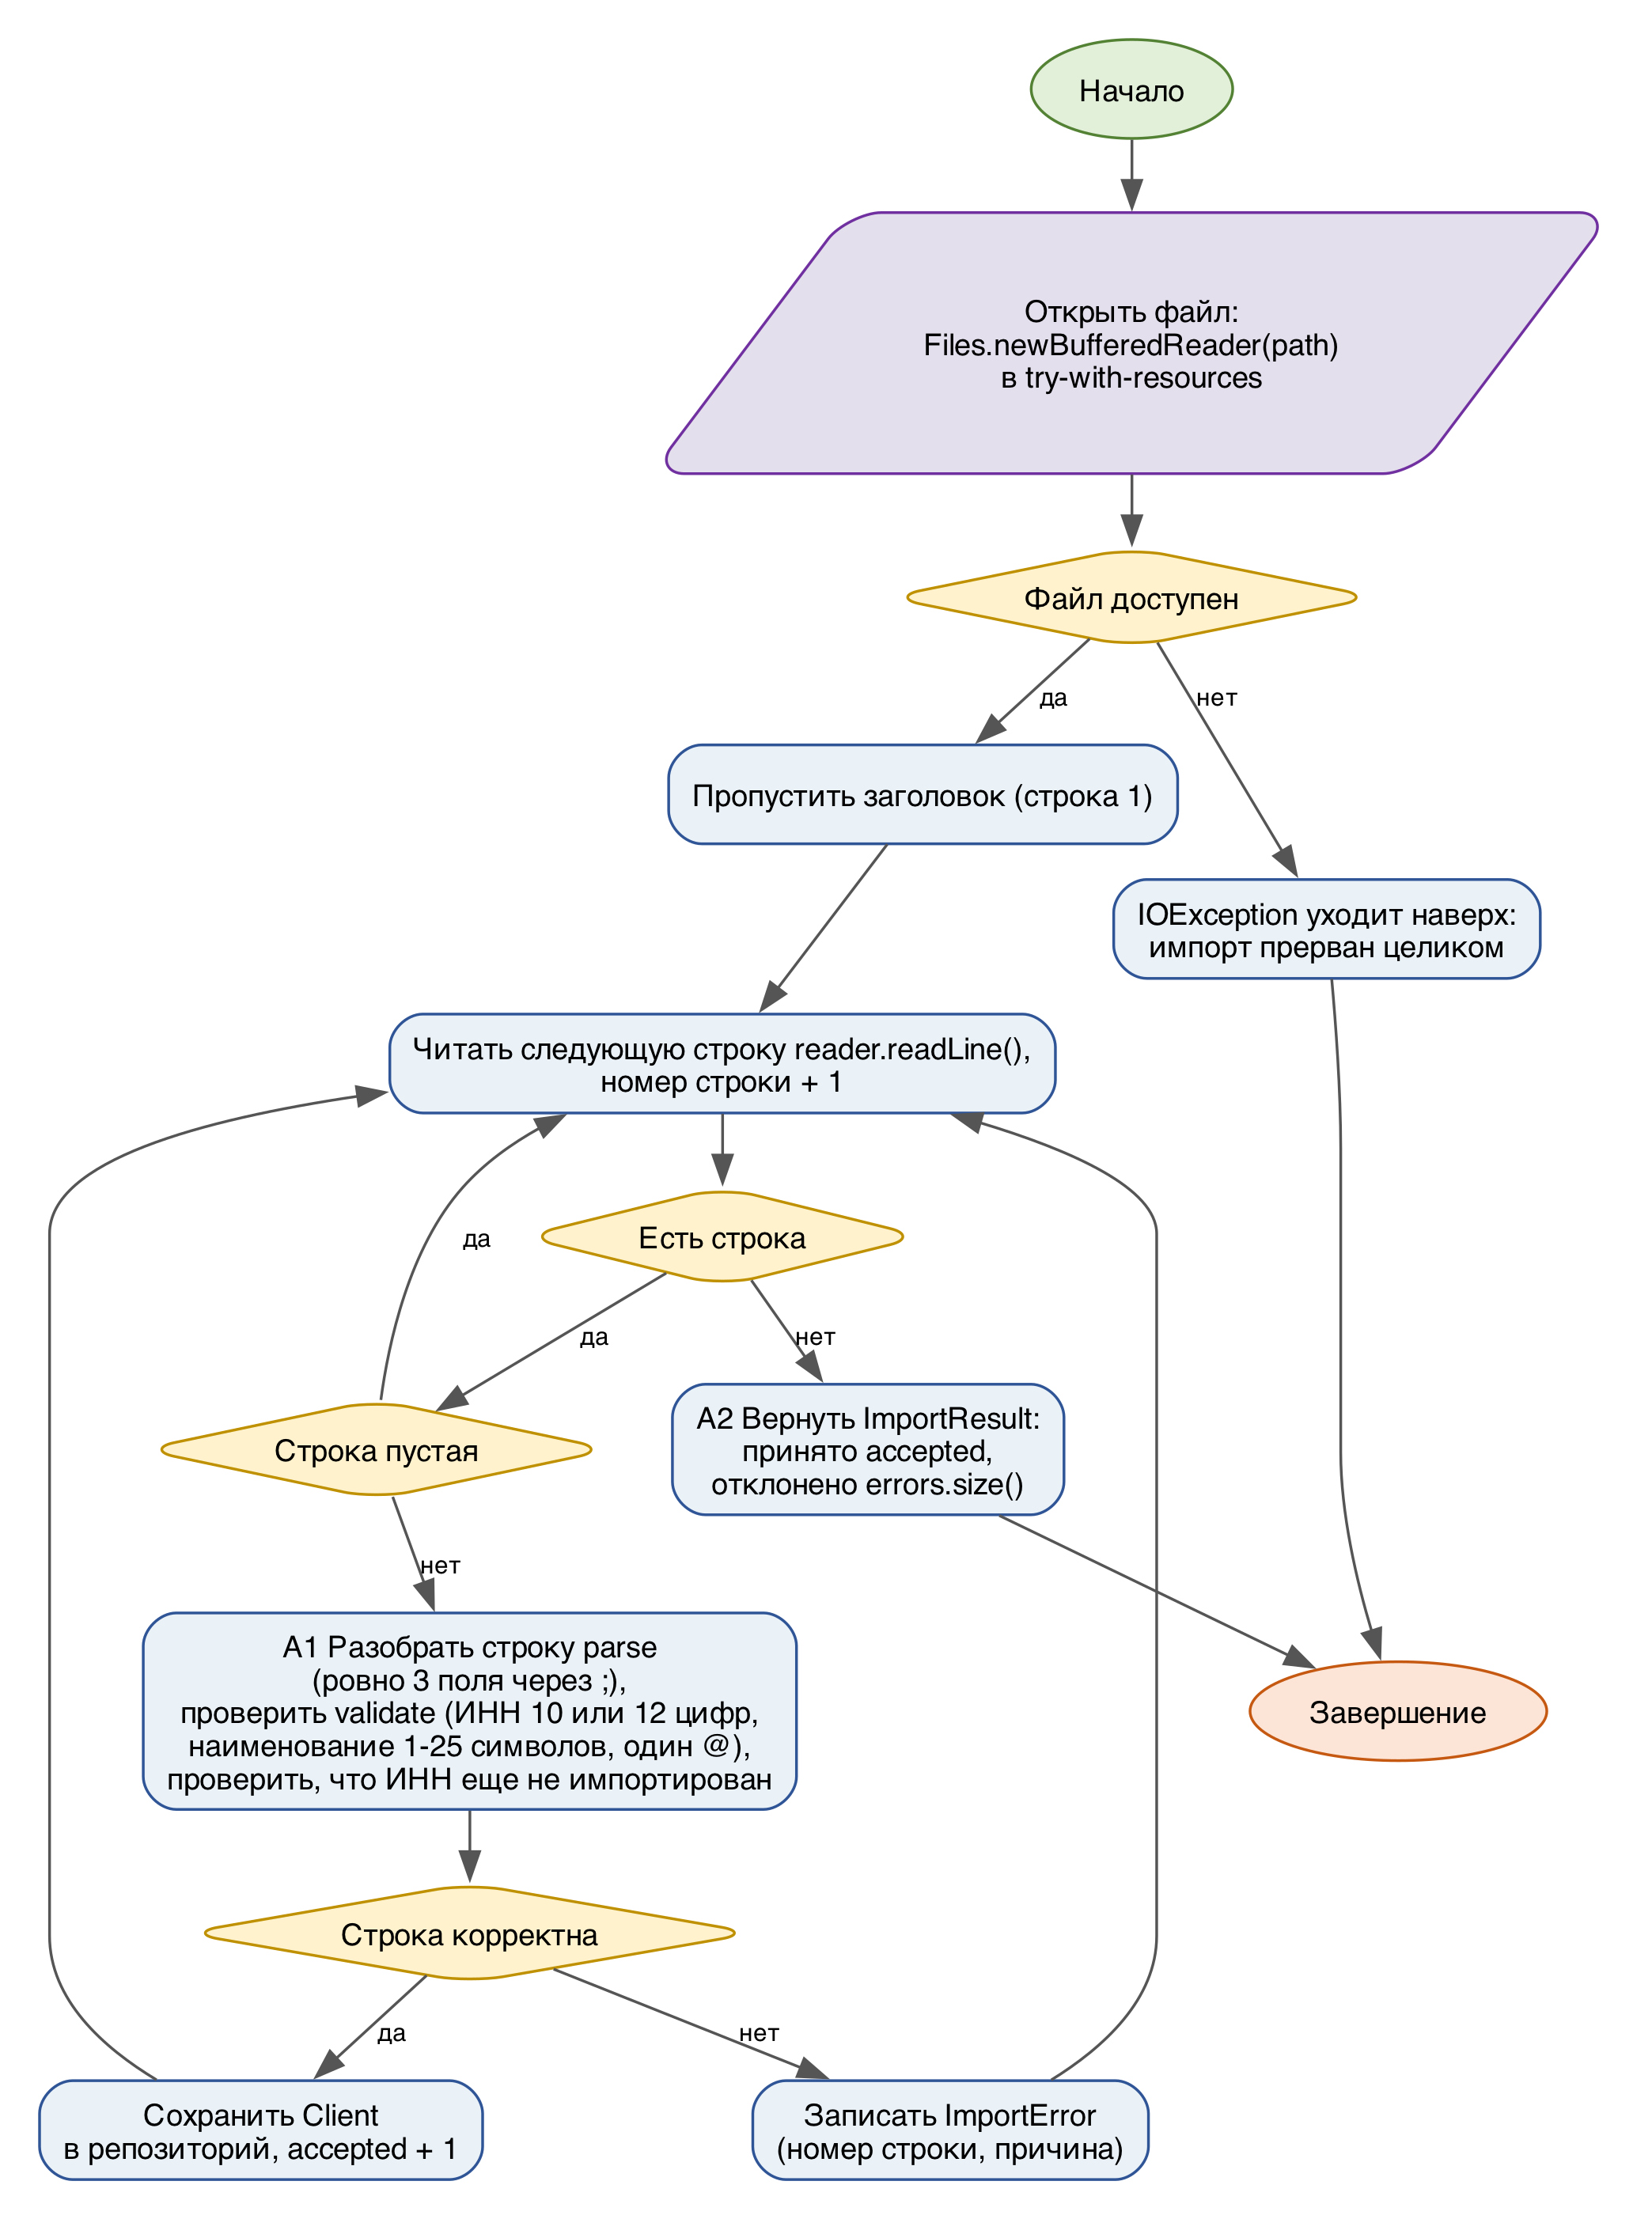 Начало
Открыть файл:
Files.newBufferedReader(path)
в try-with-resources
Файл доступен
да
нет
Пропустить заголовок (строка 1)
IOException уходит наверх:
импорт прерван целиком
Читать следующую строку reader.readLine(),
номер строки + 1
да
Есть строка
да
нет
Строка пустая
А2 Вернуть ImportResult:
принято accepted,
отклонено errors.size()
нет
А1 Разобрать строку parse
(ровно 3 поля через ;),
проверить validate (ИНН 10 или 12 цифр,
наименование 1-25 символов, один @),
проверить, что ИНН еще не импортирован
Завершение
Строка корректна
да
нет
Сохранить Client
в репозиторий, accepted + 1
Записать ImportError
(номер строки, причина)